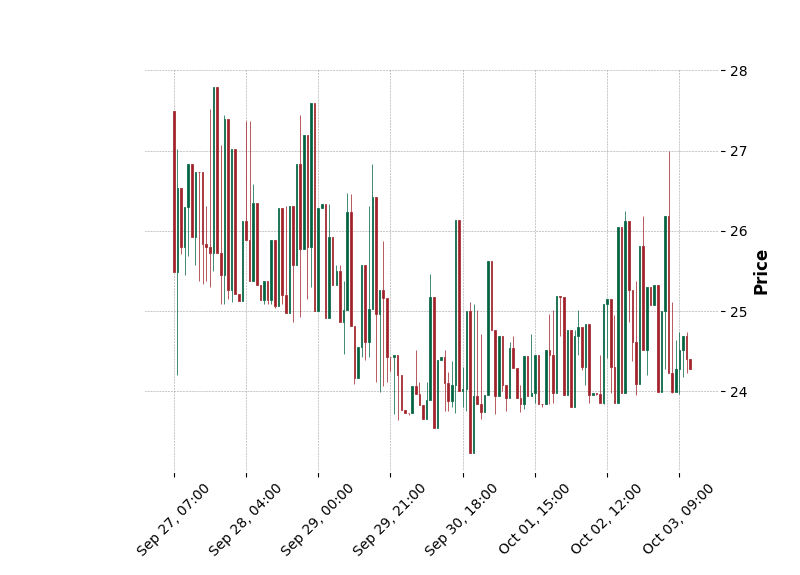 28
27
26
25
24
Price
Sep 27, 07:00
Sep 28, 04:00
Sep 29, 00:00
Sep 29, 21:00
Sep 30, 18:00
Oct 01, 15:00
Oct 02, 12:00
Oct 03, 09:00